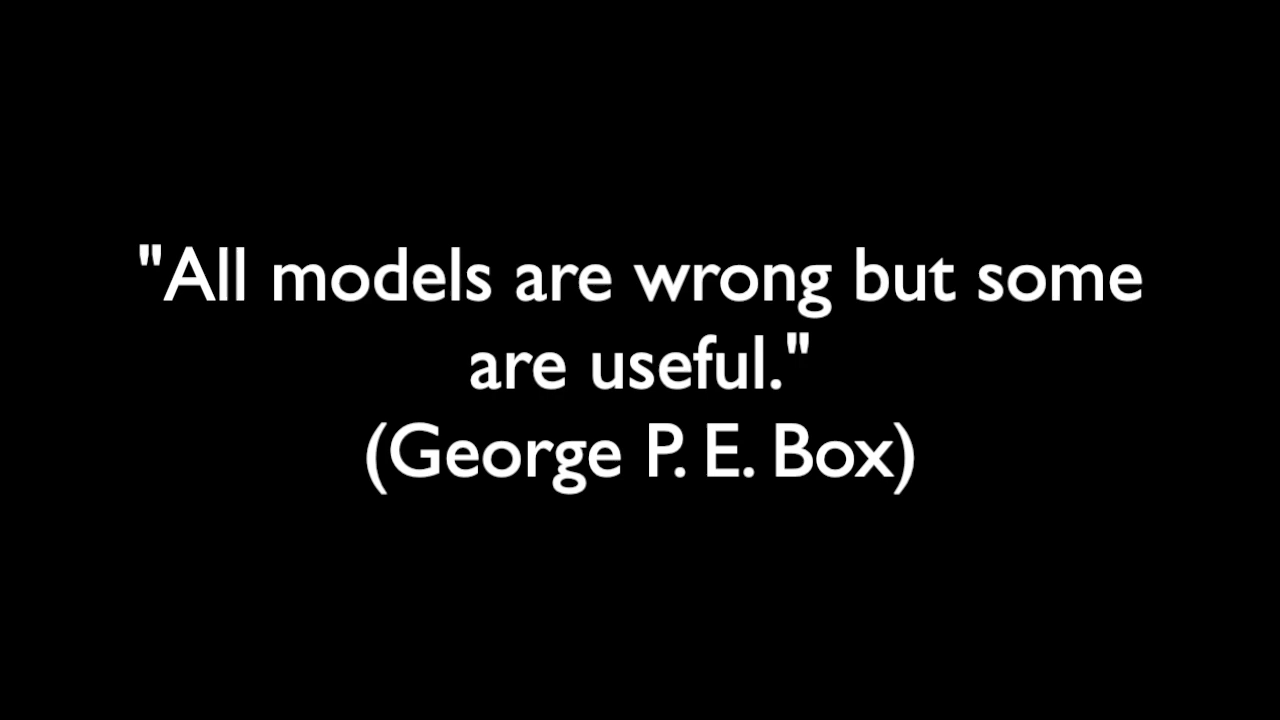 "All models are wrong but some
are useful."
(George P. E. Box)